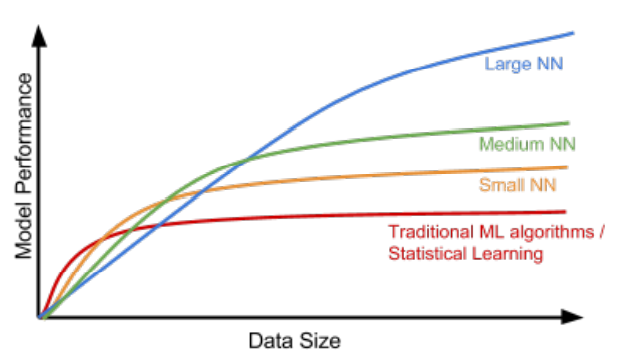 Large NN
Medium NN
Small NN
Traditional ML algorithms /
Statistical Learning
Model Performance
Data Size